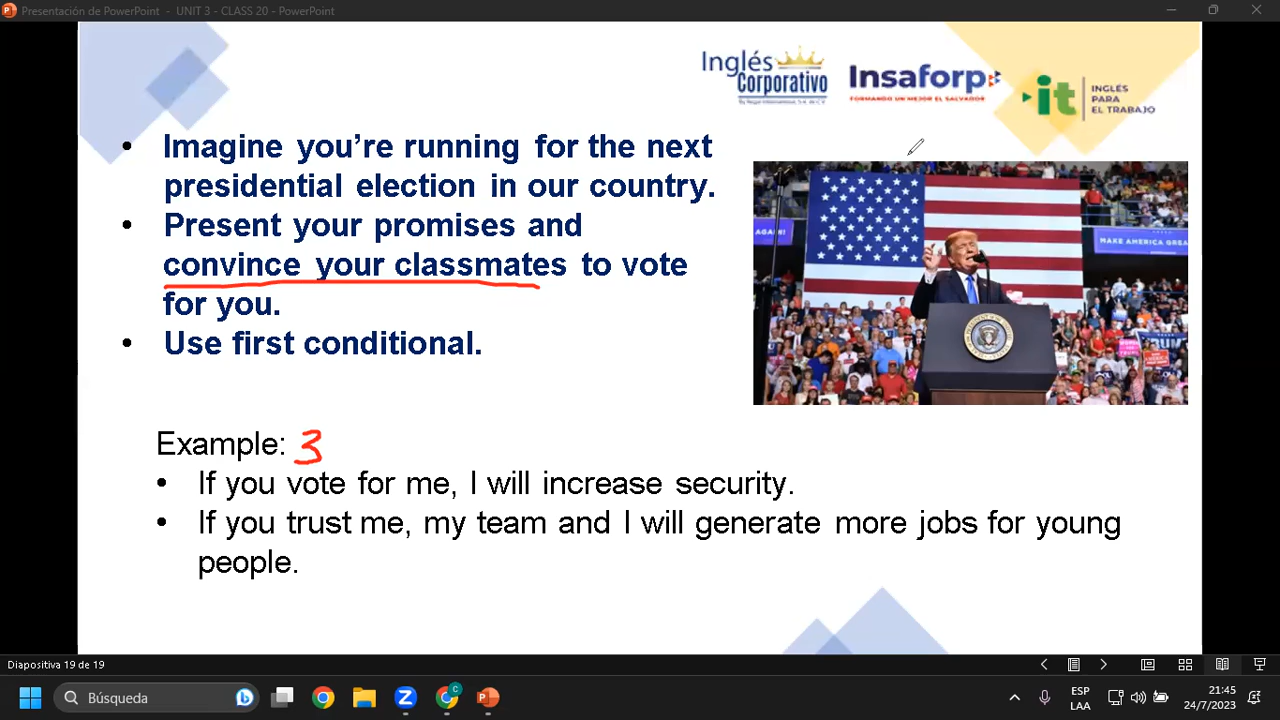 Presentación de PowerPoint - UNIT 3 - CLASS 20 - PowerPoint
Inglés
Corporativo
Insaforp
FORMANDO UN MEJOR EL SALVADOR
it
INGLÉS
PARA
EL TRABAJO
• Imagine you’re running for the next
presidential election in our country.
• Present your promises and
convince your classmates to vote
for you.
• Use first conditional.
AGAIN!
MAKE AMERICA GREA
TRUMP
Example: 3
• If you vote for me, I will increase security.
• If you trust me, my team and I will generate more jobs for young
people.
Diapositiva 19 de 19
Búsqueda
ESP
LAA
21:45
24/7/2023